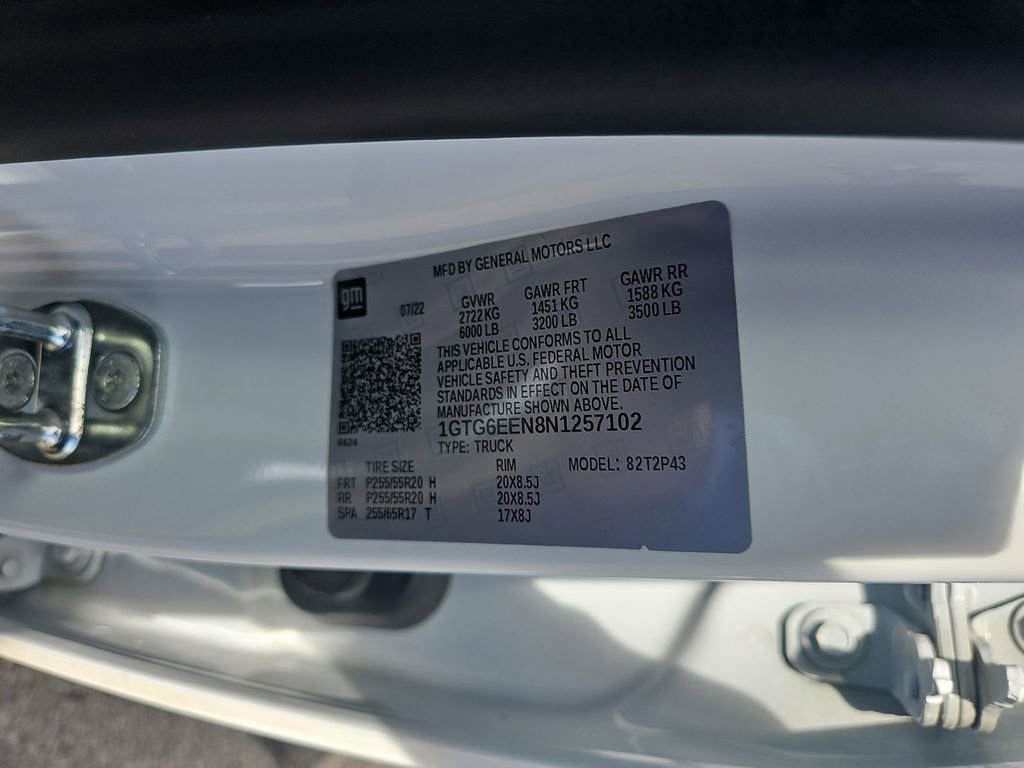 MFD BY GENERAL MOTORS LLC
gm
07/22
GVWR GAWR FRT GAWR RR
2722 KG 1451 KG 1588 KG
6000 LB 3200 LB 3500 LB
THIS VEHICLE CONFORMS TO ALL
APPLICABLE U.S. FEDERAL MOTOR
VEHICLE SAFETY AND THEFT PREVENTION
STANDARDS IN EFFECT ON THE DATE OF
MANUFACTURE SHOWN ABOVE.
1GTG6EEN8N1257102
8624
TYPE: TRUCK
TIRE SIZE RIM MODEL: 82T2P43
FRT P255/55R20 H 20X8.5J
RR P255/55R20 H 20X8.5J
SPA 255/65R17 T 17X8J